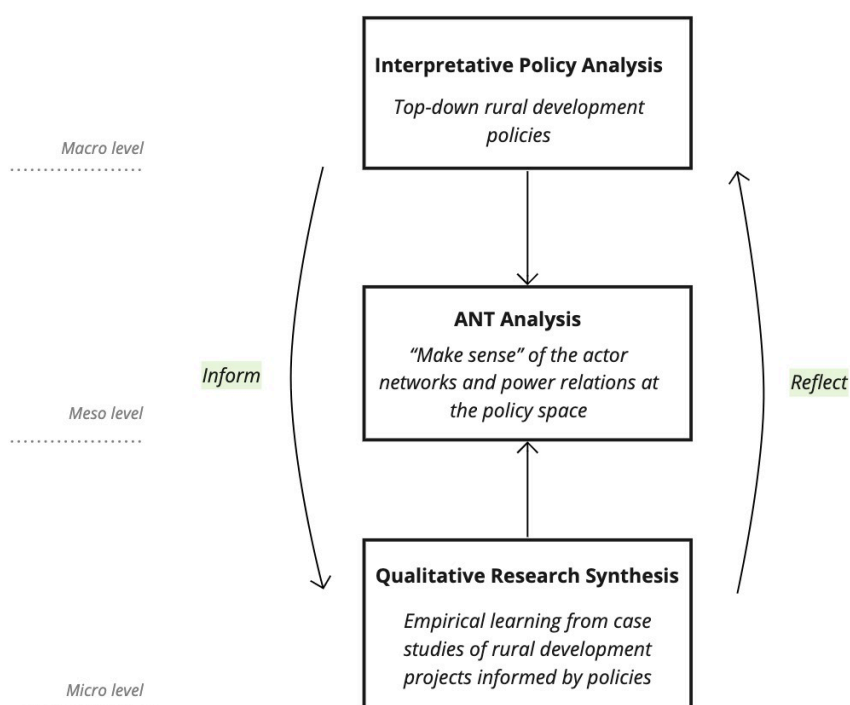 Interpretative Policy Analysis
Top-down rural development
policies
Macro level
ANT Analysis
“Make sense” of the actor
networks and power relations at
the policy space
Inform
Reflect
Meso level
Qualitative Research Synthesis
Empirical learning from case
studies of rural development
projects informed by policies
Micro level